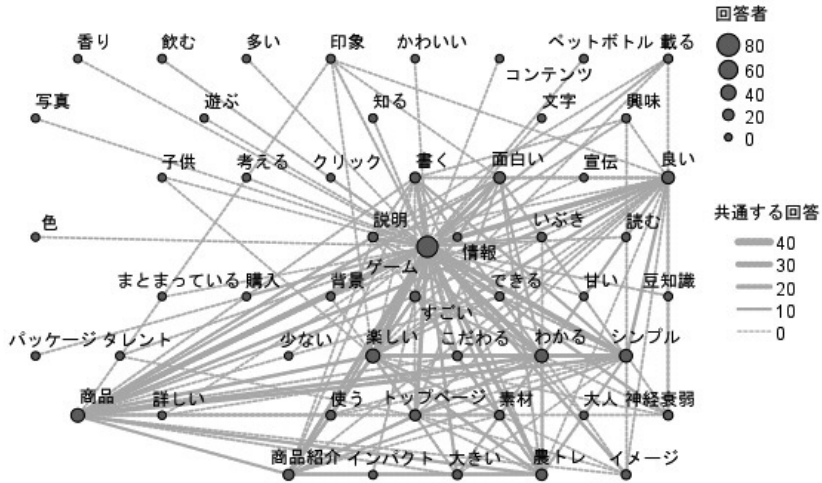 回答者
香り 飲む 多い 印象 かわいい ペットボトル 載る
80
コンテンツ
60
写真 遊ぶ 知る 文字 興味
40
20
0
子供 考える クリック 書く 面白い 宣伝 良い
共通する回答
色 説明 いぶき 読む
40
情報
ゲーム
30
まとまっている 購入 背景 できる 甘い 豆知識
20
すごい
10
パッケージ タレント 少ない 楽しい こだわる わかる シンプル
0
商品 詳しい 使う トップページ 素材 大人 神経衰弱
商品紹介 インパクト 大きい 農トレ イメージ